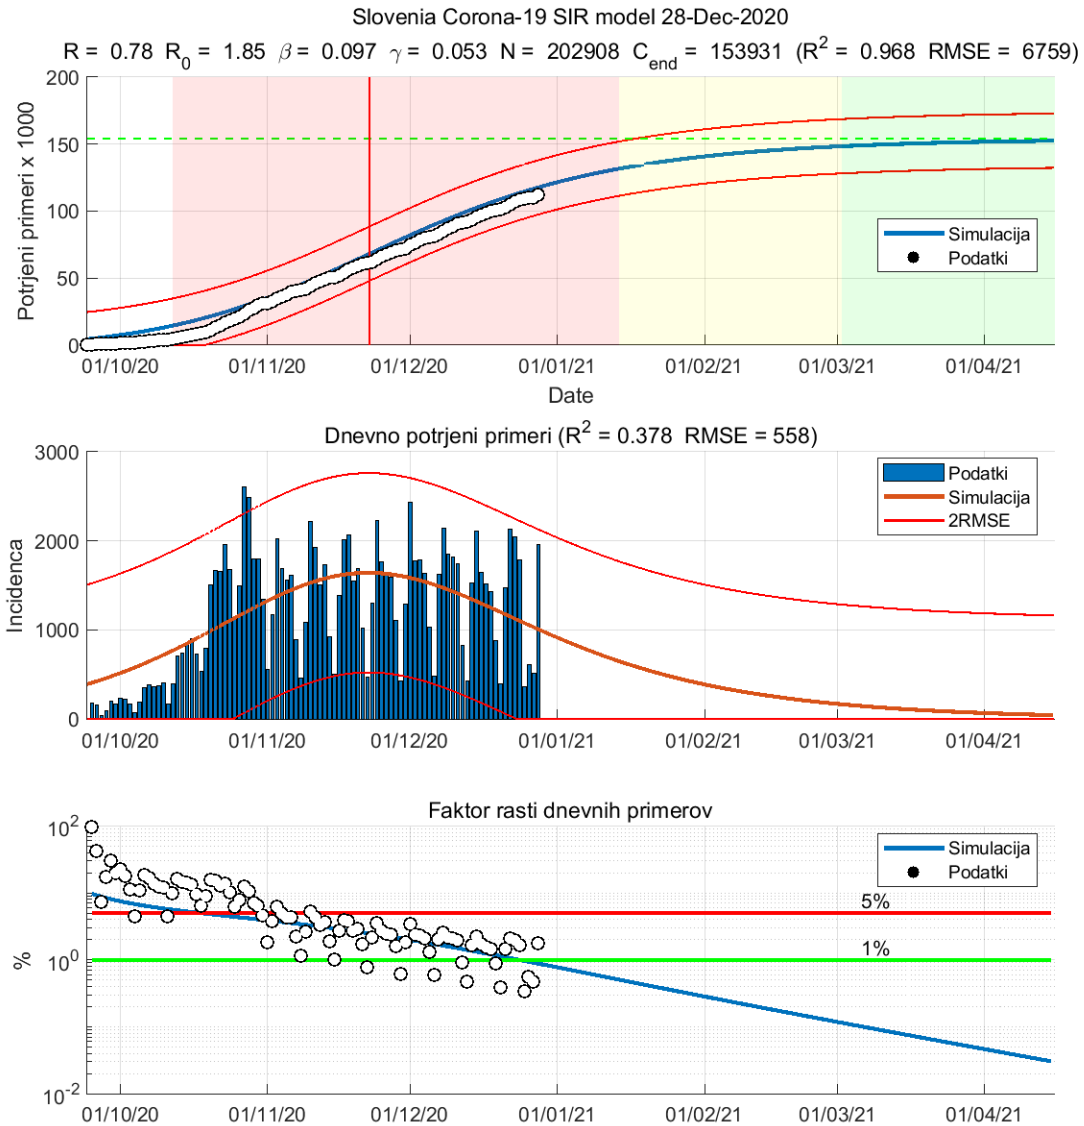 Slovenia Corona-19 SIR model 28-Dec-2020
R = 0.78 R0 = 1.85 β = 0.097 γ = 0.053 N = 202908 Cend = 153931 (R2 = 0.968 RMSE = 6759)
Potrjeni primeri x 1000
200
150
100
50
0
Simulacija
Podatki
01/10/20 01/11/20 01/12/20 01/01/21 01/02/21 01/03/21 01/04/21
Date
Dnevno potrjeni primeri (R2 = 0.378 RMSE = 558)
Incidenca
3000
2000
1000
0
Podatki
Simulacija
2RMSE
01/10/20 01/11/20 01/12/20 01/01/21 01/02/21 01/03/21 01/04/21
Faktor rasti dnevnih primerov
%
10^2
10^0
10^-2
Simulacija
Podatki
5%
1%
01/10/20 01/11/20 01/12/20 01/01/21 01/02/21 01/03/21 01/04/21